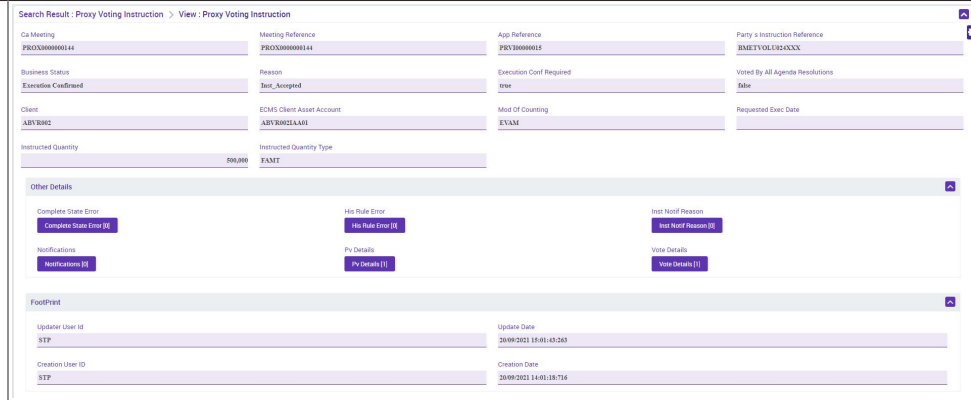 Search Result : Proxy Voting Instruction > View : Proxy Voting Instruction
Ca Meeting Meeting Reference App Reference Party`s Instruction Reference
PROX0000000144 PROX0000000144 PRVI00000015 BMETVOLU024XXX
Business Status Reason Execution Conf Required Voted By All Agenda Resolutions
Execution Confirmed Inst_Accepted true false
Client ECMS Client Asset Account Mod Of Counting Requested Exec Date
ABVR002 ABVR002IAA01 EVAM
Instructed Quantity Instructed Quantity Type
500,000 FAMT
Other Details
Complete State Error His Rule Error Inst Notif Reason
Complete State Error [0] His Rule Error [0] Inst Notif Reason [0]
Notifications Pv Details Vote Details
Notifications [0] Pv Details [1] Vote Details [1]
FootPrint
Updater User Id Update Date
STP 20/09/2021 15:01:43:263
Creation User ID Creation Date
STP 20/09/2021 14:01:18:716